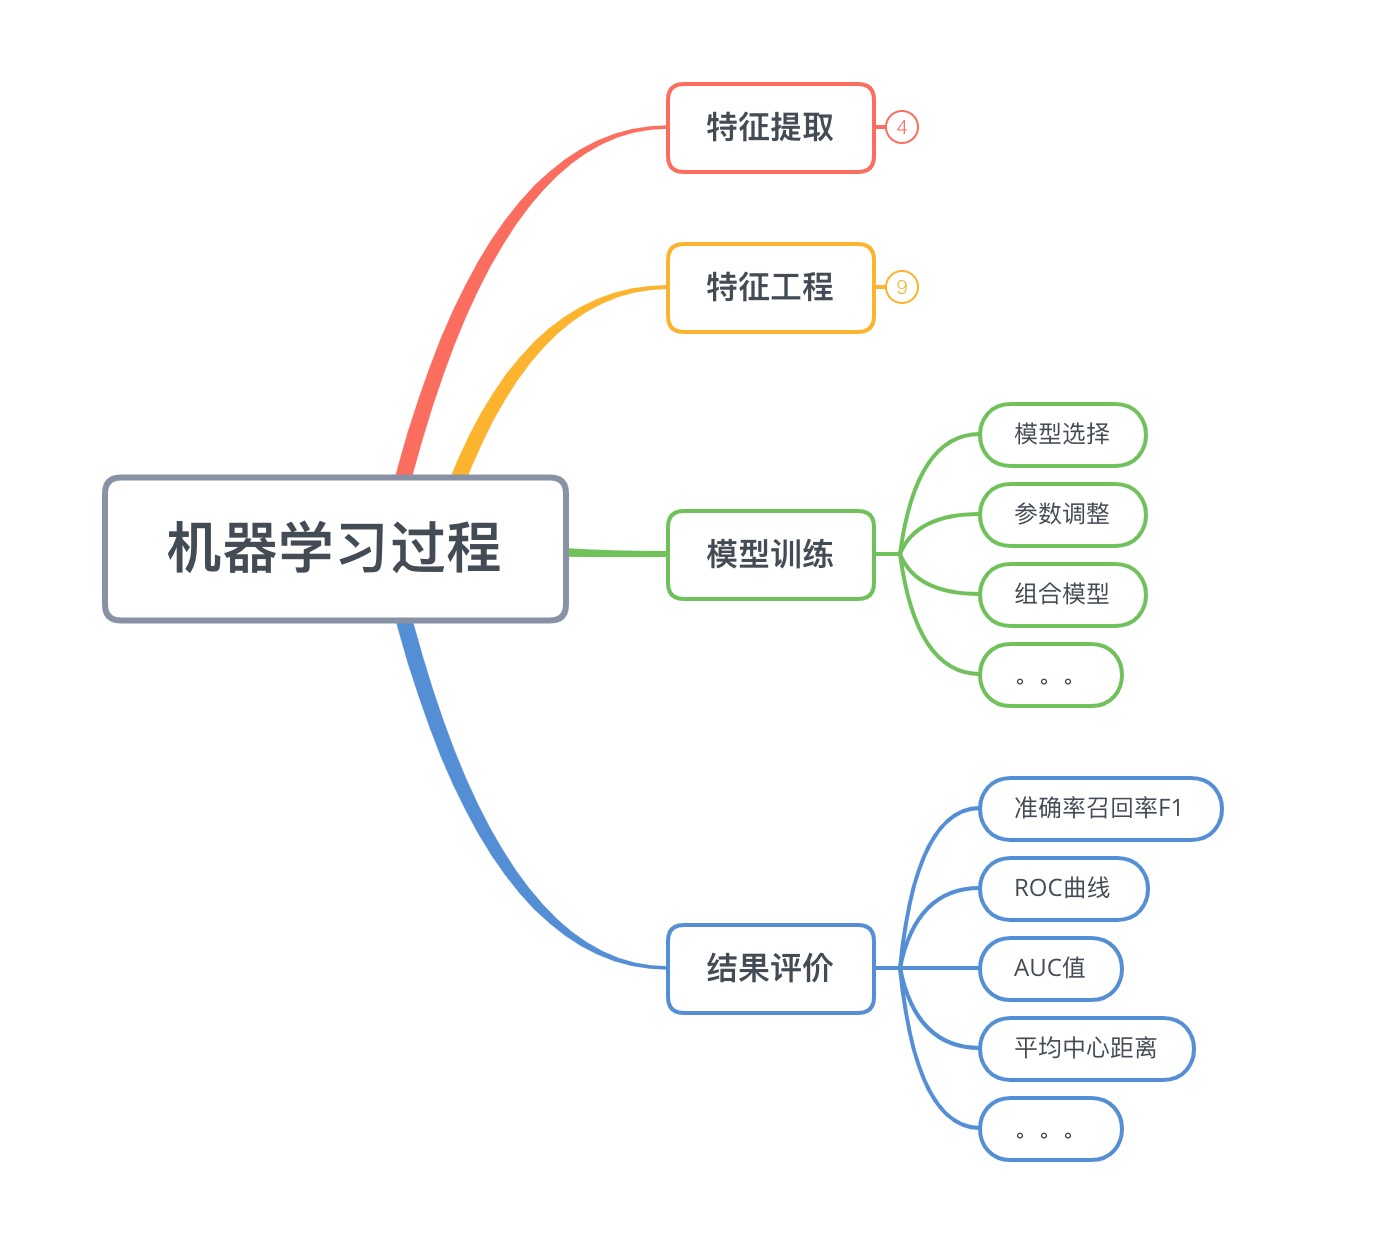 特征提取
4
特征工程
9
机器学习过程
模型训练
模型选择
参数调整
组合模型
。。。
结果评价
准确率召回率F1
ROC曲线
AUC值
平均中心距离
。。。